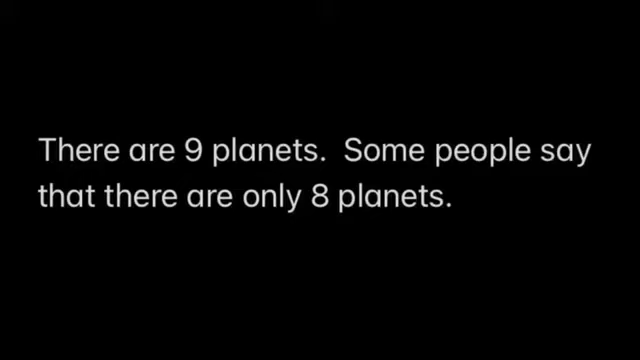 There are 9 planets.  Some people say
that there are only 8 planets.